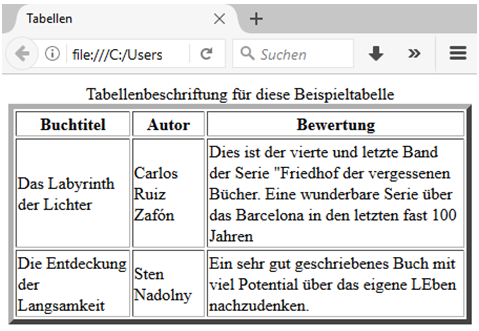 Tabellen
file:///C:/Users
Suchen
Tabellenbeschriftung für diese Beispieltabelle
Buchtitel Autor Bewertung
Das Labyrinth
der Lichter
Carlos
Ruiz
Zafón
Dies ist der vierte und letzte Band
der Serie "Friedhof der vergessenen
Bücher. Eine wunderbare Serie über
das Barcelona in den letzten fast 100
Jahren
Die Entdeckung
der
Langsamkeit
Sten
Nadolny
Ein sehr gut geschriebenes Buch mit
viel Potential über das eigene LEben
nachzudenken.